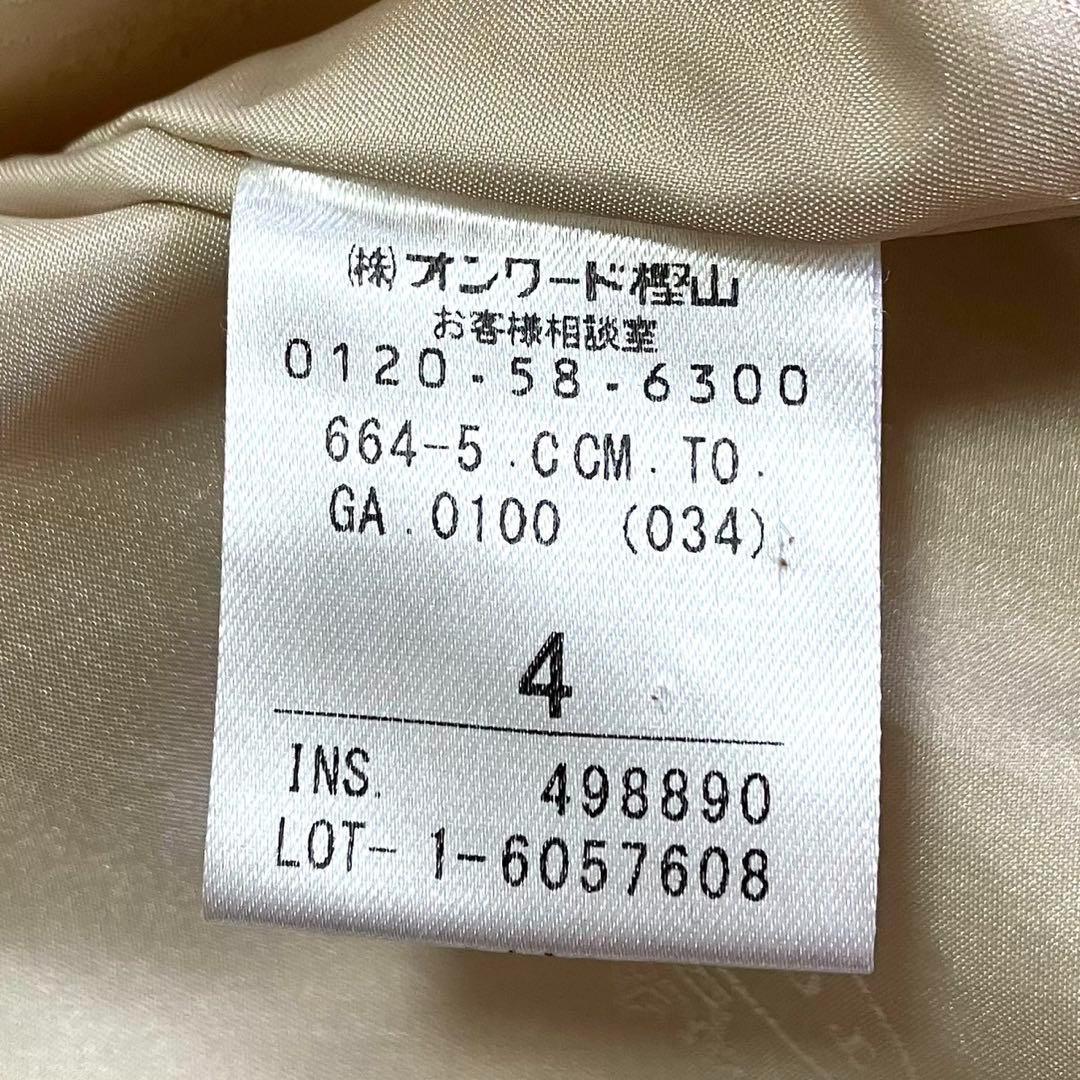 (株)オンワード樫山
お客様相談室
0120-58-6300
664-5.CCM.TO.
GA.0100 (034)
4
INS. 498890
LOT-1-6057608